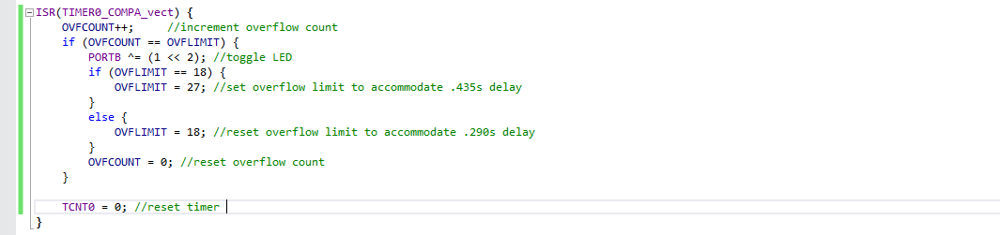 ISR(TIMER0_COMPA_vect) {
    OVFCOUNT++;     //increment overflow count
    if (OVFCOUNT == OVFLIMIT) {
        PORTB ^= (1 << 2); //toggle LED
        if (OVFLIMIT == 18) {
            OVFLIMIT = 27; //set overflow limit to accommodate .435s delay
        }
        else {
            OVFLIMIT = 18; //reset overflow limit to accommodate .290s delay
        }
        OVFCOUNT = 0; //reset overflow count
    }
    TCNT0 = 0; //reset timer
}